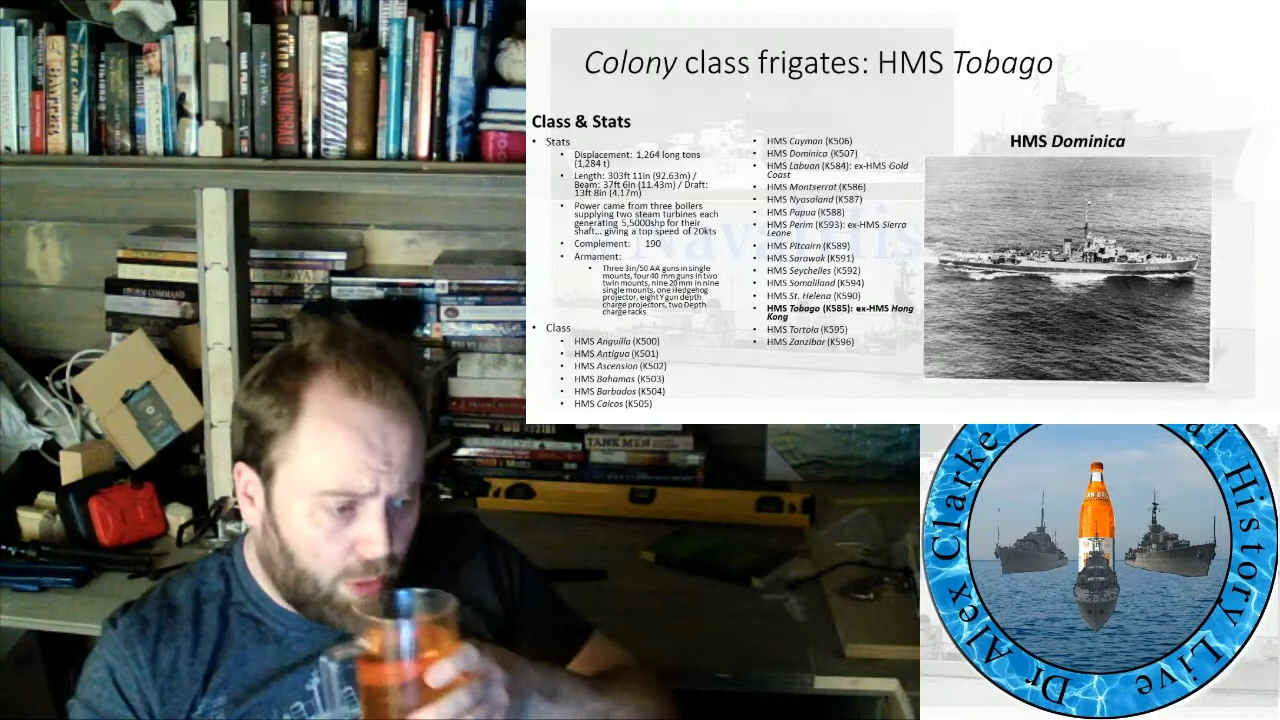 Colony class frigates: HMS Tobago
Class & Stats
• Stats
• Displacement: 1,264 long tons
(1,284 t)
• Length: 303ft 11in (92.63m) /
Beam: 37ft 6in (11.43m) / Draft:
13ft 8in (4.17m)
• Power came from three boilers
supplying two steam turbines each
generating 5,5000shp for their
shaft... giving a top speed of 20kts
• Complement: 190
• Armament:
• Three 3in/50 AA guns in single
mounts, four 40 mm guns in two
twin mounts, nine 20 mm in nine
single mounts, one Hedgehog
projector, eight Y gun depth
charge projectors, two Depth
charge racks
• Class
• HMS Anguilla (K500)
• HMS Antigua (K501)
• HMS Ascension (K502)
• HMS Bahamas (K503)
• HMS Barbados (K504)
• HMS Caicos (K505)
• HMS Cayman (K506)
• HMS Dominica (K507)
• HMS Labuan (K584): ex-HMS Gold
Coast
• HMS Montserrat (K586)
• HMS Nyasaland (K587)
• HMS Papua (K588)
• HMS Perim (K593): ex-HMS Sierra
Leone
• HMS Pitcairn (K589)
• HMS Sarawak (K591)
• HMS Seychelles (K592)
• HMS Somaliland (K594)
• HMS St. Helena (K590)
• HMS Tobago (K585): ex-HMS Hong
Kong
• HMS Tortola (K595)
• HMS Zanzibar (K596)
HMS Dominica
STALINGRAD
STORM COMMAND
TANK MEN
Dr Alex Clarke
al History Live